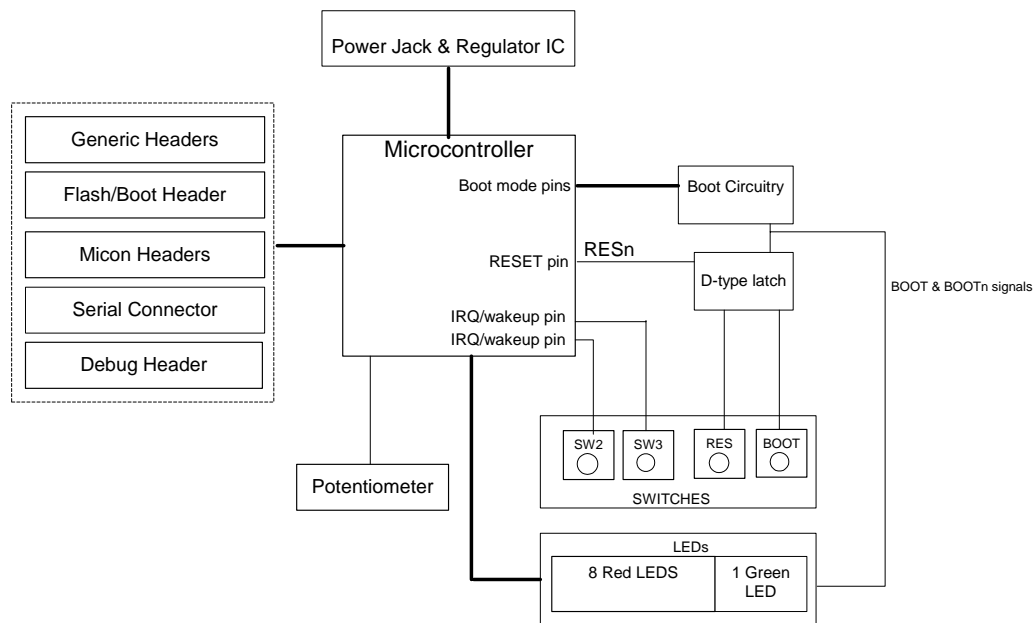 Power Jack & Regulator IC
Generic Headers
Flash/Boot Header
Micon Headers
Serial Connector
Debug Header
Microcontroller
Boot mode pins
RESET pin
IRQ/wakeup pin
IRQ/wakeup pin
RESn
Boot Circuitry
D-type latch
BOOT & BOOTn signals
SW2
SW3
RES
BOOT
SWITCHES
Potentiometer
LEDs
8 Red LEDS
1 Green
LED